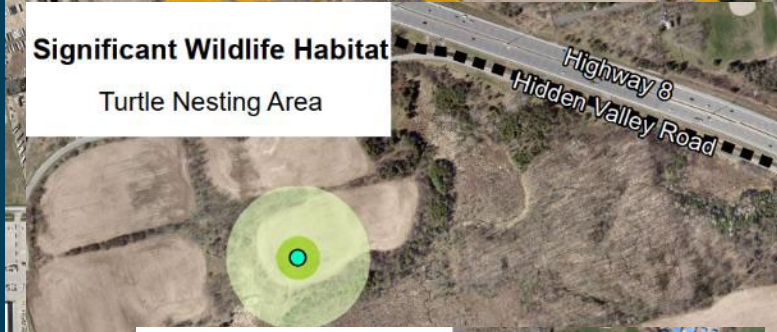 Significant Wildlife Habitat
Turtle Nesting Area
Highway 8
Hidden Valley Road